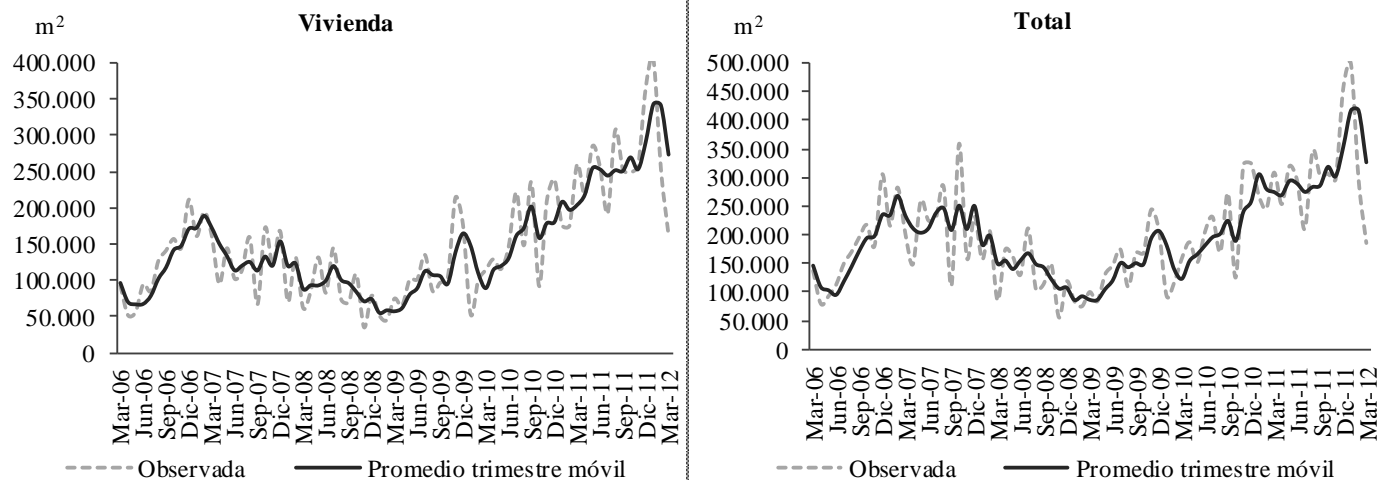 Vivienda
m²
400.000
350.000
300.000
250.000
200.000
150.000
100.000
50.000
0
Mar-06
Jun-06
Sep-06
Dic-06
Mar-07
Jun-07
Sep-07
Dic-07
Mar-08
Jun-08
Sep-08
Dic-08
Mar-09
Jun-09
Sep-09
Dic-09
Mar-10
Jun-10
Sep-10
Dic-10
Mar-11
Jun-11
Sep-11
Dic-11
Mar-12
Observada
Promedio trimestre móvil
Total
m²
500.000
450.000
400.000
350.000
300.000
250.000
200.000
150.000
100.000
50.000
0
Mar-06
Jun-06
Sep-06
Dic-06
Mar-07
Jun-07
Sep-07
Dic-07
Mar-08
Jun-08
Sep-08
Dic-08
Mar-09
Jun-09
Sep-09
Dic-09
Mar-10
Jun-10
Sep-10
Dic-10
Mar-11
Jun-11
Sep-11
Dic-11
Mar-12
Observada
Promedio trimestre móvil